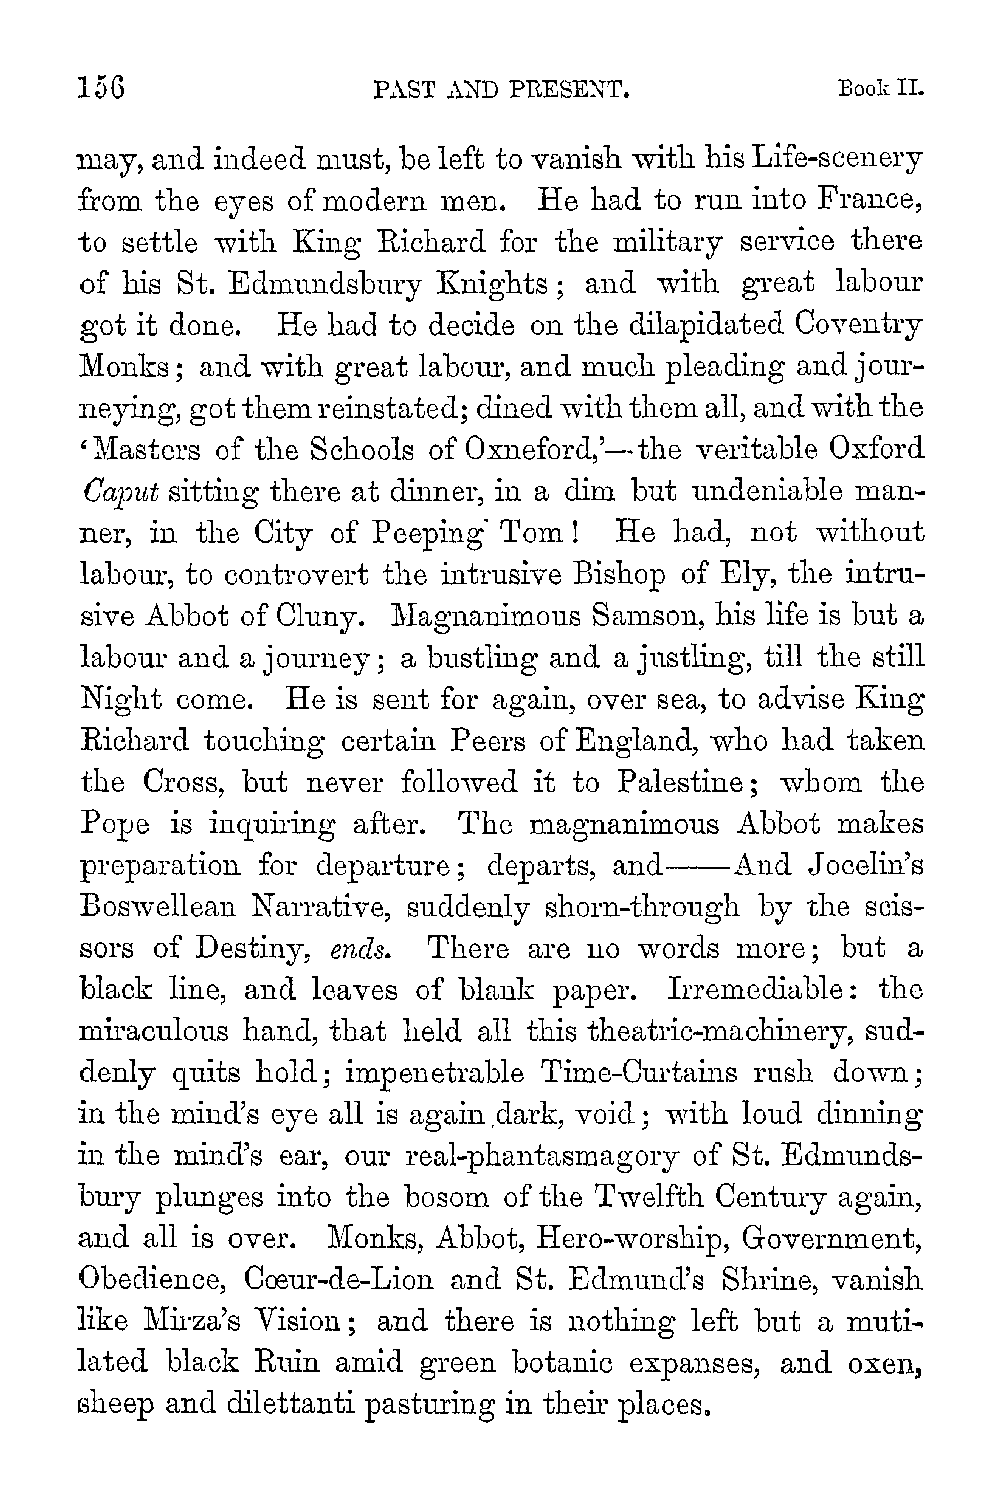 156 PAST AND PRESENT. Book II.
may, and indeed must, be left to vanish with his Life-scenery
from the eyes of modern men. He had to run into France,
to settle with King Richard for the military service there
of his St. Edmundsbury Knights; and with great labour
got it done. He had to decide on the dilapidated Coventry
Monks; and with great labour, and much pleading and jour-
neying, got them reinstated; dined with them all, and with the
‘Masters of the Schools of Oxneford,’—the veritable Oxford
Caput sitting there at dinner, in a dim but undeniable man-
ner, in the City of Peeping Tom! He had, not without
labour, to controvert the intrusive Bishop of Ely, the intru-
sive Abbot of Cluny. Magnanimous Samson, his life is but a
labour and a journey; a bustling and a justling, till the still
Night come. He is sent for again, over sea, to advise King
Richard touching certain Peers of England, who had taken
the Cross, but never followed it to Palestine; whom the
Pope is inquiring after. The magnanimous Abbot makes
preparation for departure; departs, and——And Jocelin’s
Boswellean Narrative, suddenly shorn-through by the scis-
sors of Destiny, ends. There are no words more; but a
black line, and leaves of blank paper. Irremediable: the
miraculous hand, that held all this theatric-machinery, sud-
denly quits hold; impenetrable Time-Curtains rush down;
in the mind’s eye all is again dark, void; with loud dinning
in the mind’s ear, our real-phantasmagory of St. Edmunds-
bury plunges into the bosom of the Twelfth Century again,
and all is over. Monks, Abbot, Hero-worship, Government,
Obedience, Cœur-de-Lion and St. Edmund’s Shrine, vanish
like Mirza’s Vision; and there is nothing left but a muti-
lated black Ruin amid green botanic expanses, and oxen,
sheep and dilettanti pasturing in their places.